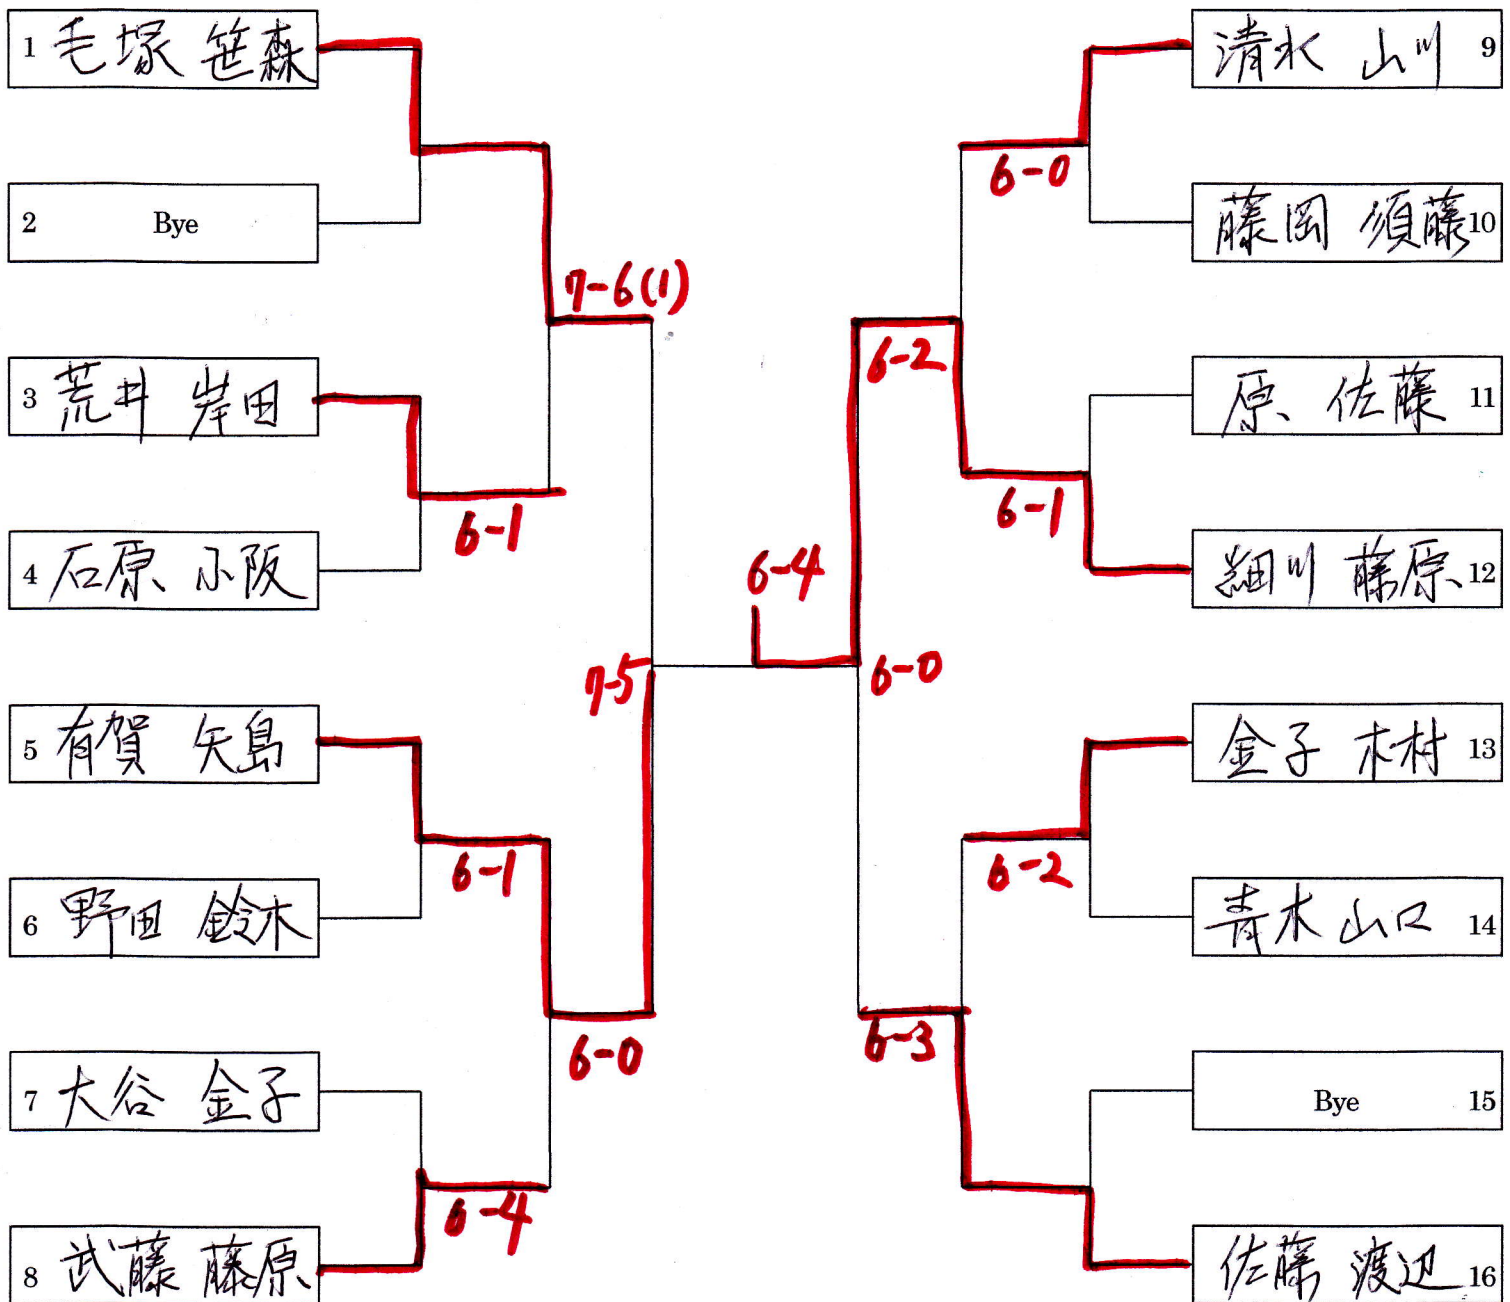 1 毛塚 笹森
2 Bye
7-6(1)
3 荒井 岸田
6-1
4 石原 小阪
7-5
5 有賀 矢島
6-1
6 野田 鈴木
6-0
7 大谷 金子
6-4
8 武藤 藤原
6-4
清水 山川 9
6-0
藤岡 須藤 10
6-2
原 佐藤 11
6-1
細川 藤原 12
6-0
金子 木村 13
6-2
青木 山口 14
6-3
Bye 15
佐藤 渡辺 16